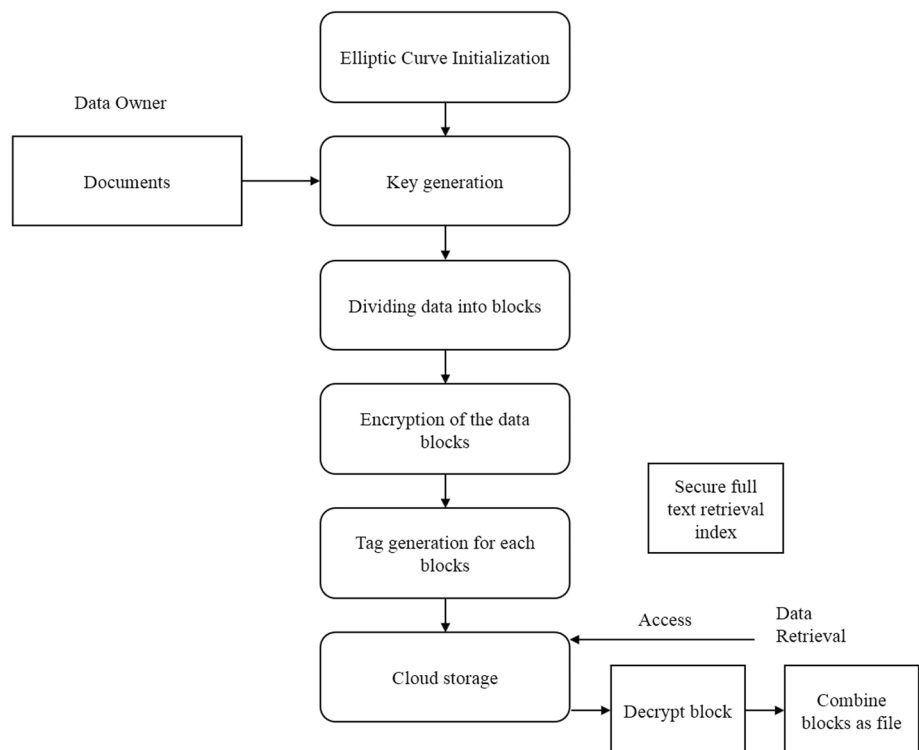 Elliptic Curve Initialization
Data Owner
Documents
Key generation
Dividing data into blocks
Encryption of the data
blocks
Secure full
text retrieval
index
Tag generation for each
blocks
Access
Data
Retrieval
Cloud storage
Decrypt block
Combine
blocks as file